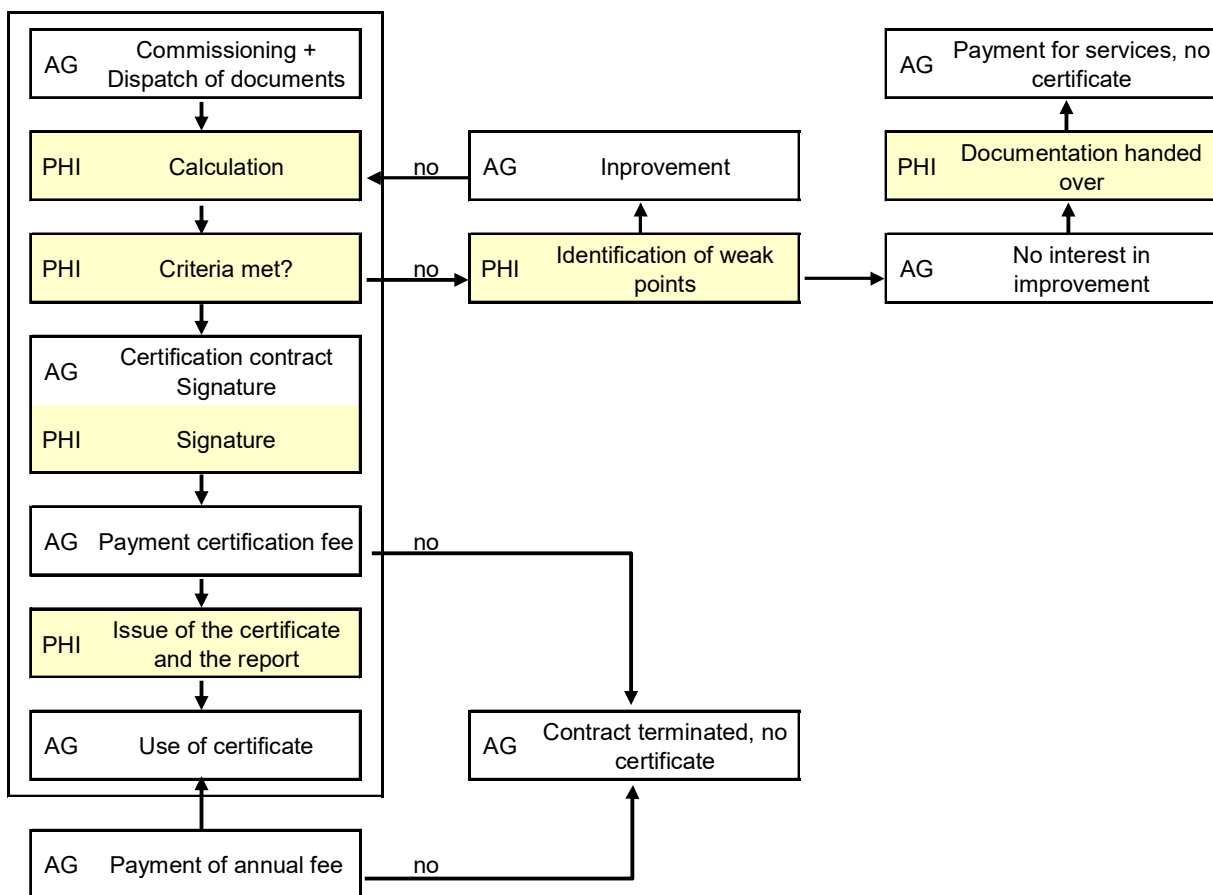 AG Commissioning +
Dispatch of documents
PHI Calculation
PHI Criteria met?
AG Certification contract
Signature
PHI Signature
AG Payment certification fee
PHI Issue of the certificate
and the report
AG Use of certificate
AG Payment of annual fee
no
AG Inprovement
no
PHI Identification of weak
points
no
AG Contract terminated, no
certificate
no
AG Payment for services, no
certificate
PHI Documentation handed
over
AG No interest in
improvement